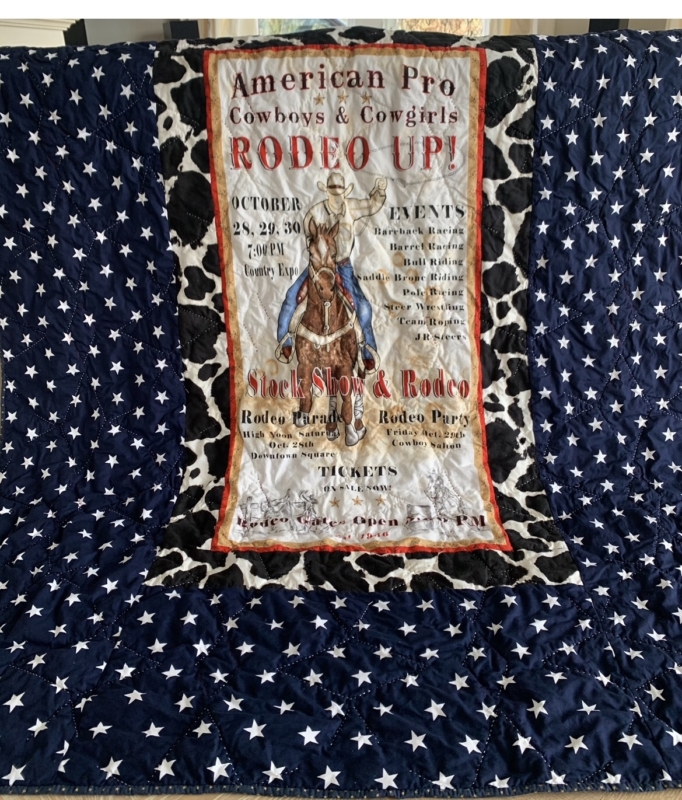 American Pro
Cowboys & Cowgirls
RODEO UP!
OCTOBER
28, 29, 30
7:00 PM
Country Expo
EVENTS
Bareback Racing
Barrel Racing
Bull Riding
Saddle Bronc Riding
Pole Racing
Steer Wrestling
Team Roping
JR Steers
Stock Show & Rodeo
Rodeo Parade
High Noon Saturday
Oct. 28th
Downtown Square
Rodeo Party
Friday Oct. 29th
Cowboy Saloon
TICKETS
ON SALE NOW!
Rodeo Gates Open PM